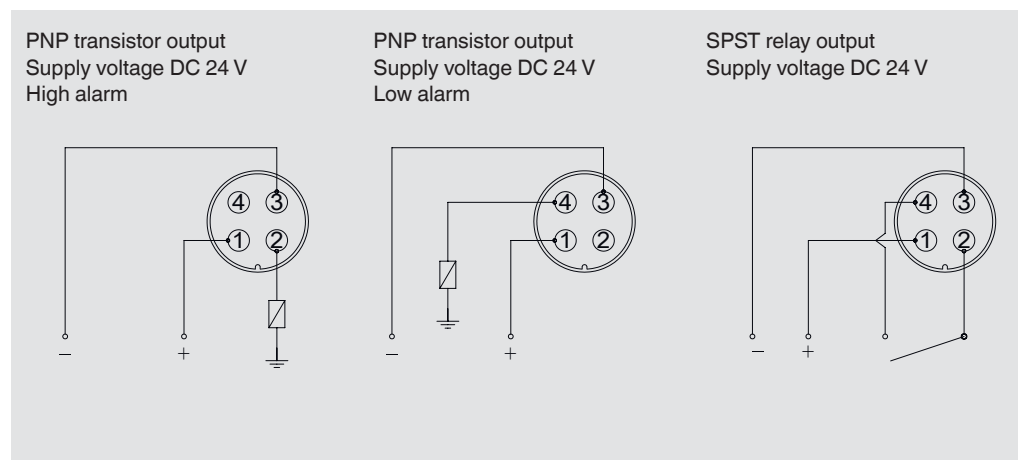 PNP transistor output
Supply voltage DC 24 V
High alarm
4 3
1 2
− +
PNP transistor output
Supply voltage DC 24 V
Low alarm
4 3
1 2
− +
SPST relay output
Supply voltage DC 24 V
4 3
1 2
− +